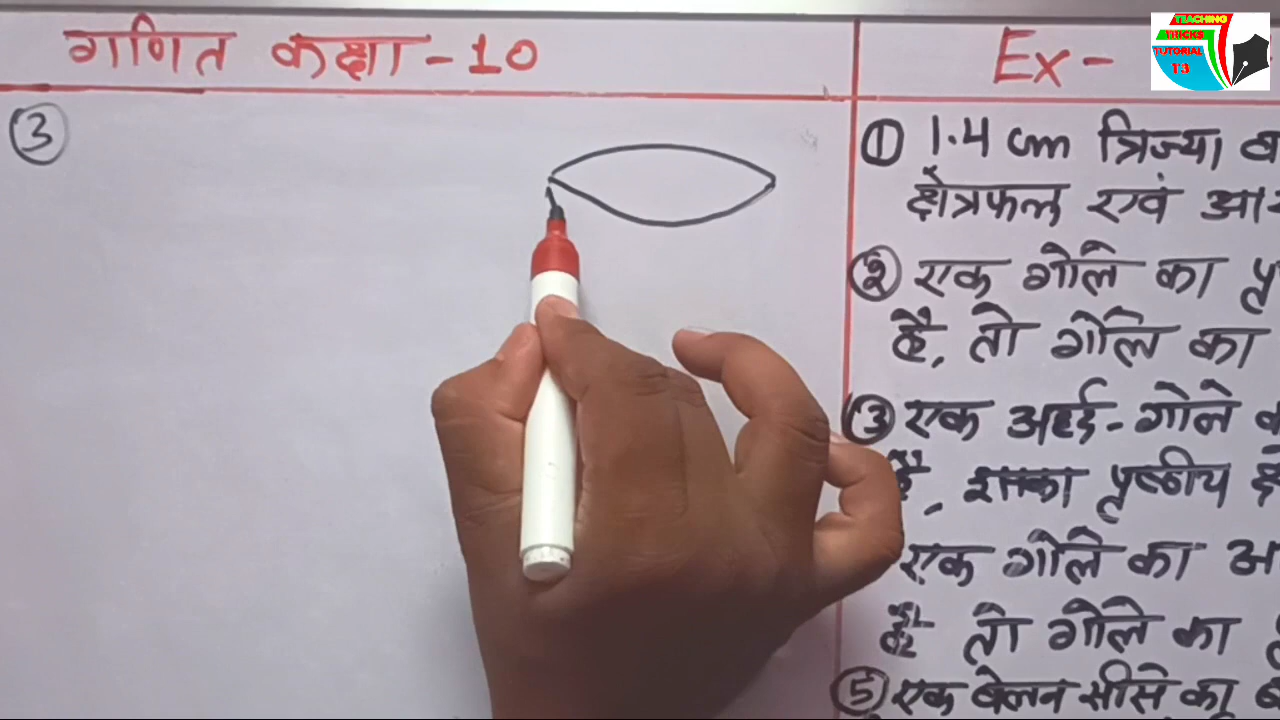 गणित कक्षा - 10
Ex -
TEACHING
TRICKS
TUTORIAL
T3
③
① 1.4 cm त्रिज्या
क्षेत्रफल एवं
② एक गोले का
है, तो गोले का
③ एक अर्द्ध-गोले
है, पृष्ठीय
एक गोले का
है तो गोले का
⑤ एक बेलन सीसे का